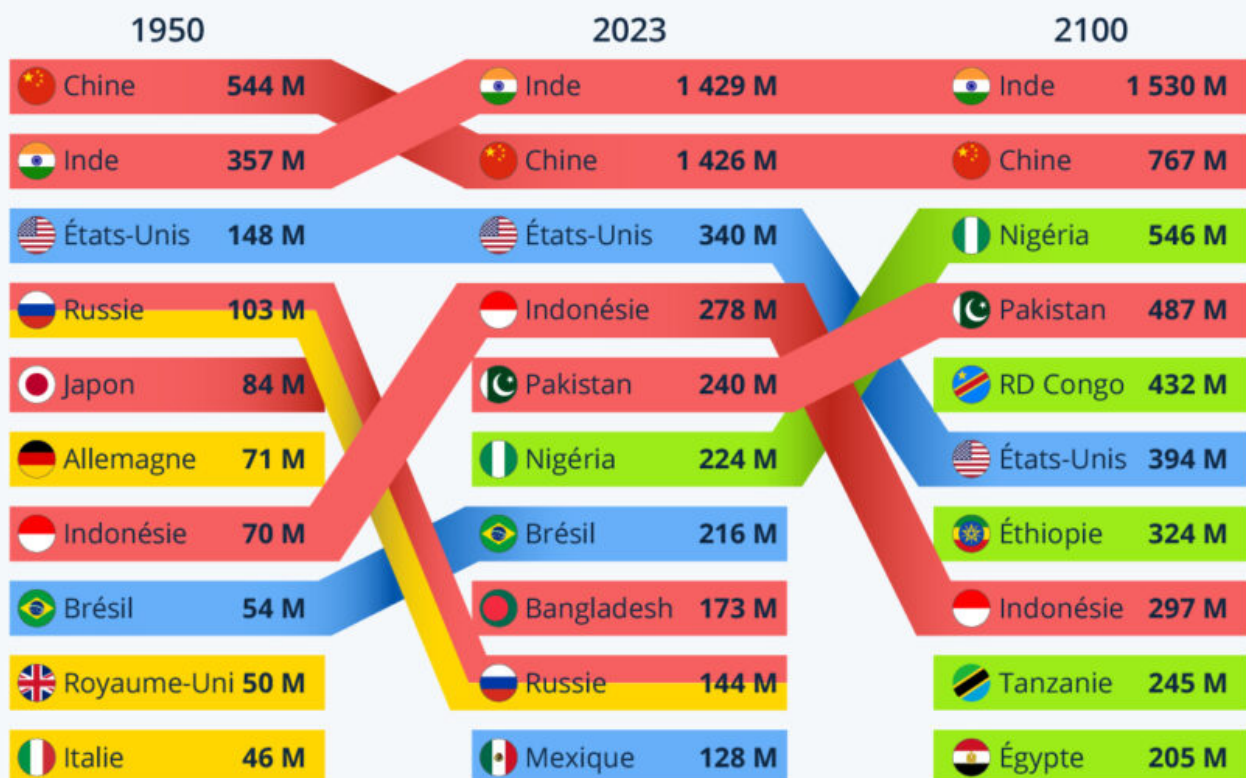 1950 2023 2100
Chine 544 M Inde 1 429 M Inde 1 530 M
Inde 357 M Chine 1 426 M Chine 767 M
États-Unis 148 M États-Unis 340 M Nigéria 546 M
Russie 103 M Indonésie 278 M Pakistan 487 M
Japon 84 M Pakistan 240 M RD Congo 432 M
Allemagne 71 M Nigéria 224 M États-Unis 394 M
Indonésie 70 M Brésil 216 M Éthiopie 324 M
Brésil 54 M Bangladesh 173 M Indonésie 297 M
Royaume-Uni 50 M Russie 144 M Tanzanie 245 M
Italie 46 M Mexique 128 M Égypte 205 M